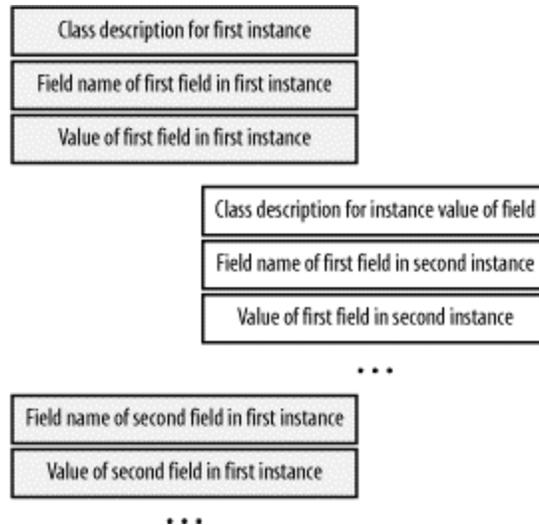 Class description for first instance
Field name of first field in first instance
Value of first field in first instance
Class description for instance value of field
Field name of first field in second instance
Value of first field in second instance
...
Field name of second field in first instance
Value of second field in first instance
...